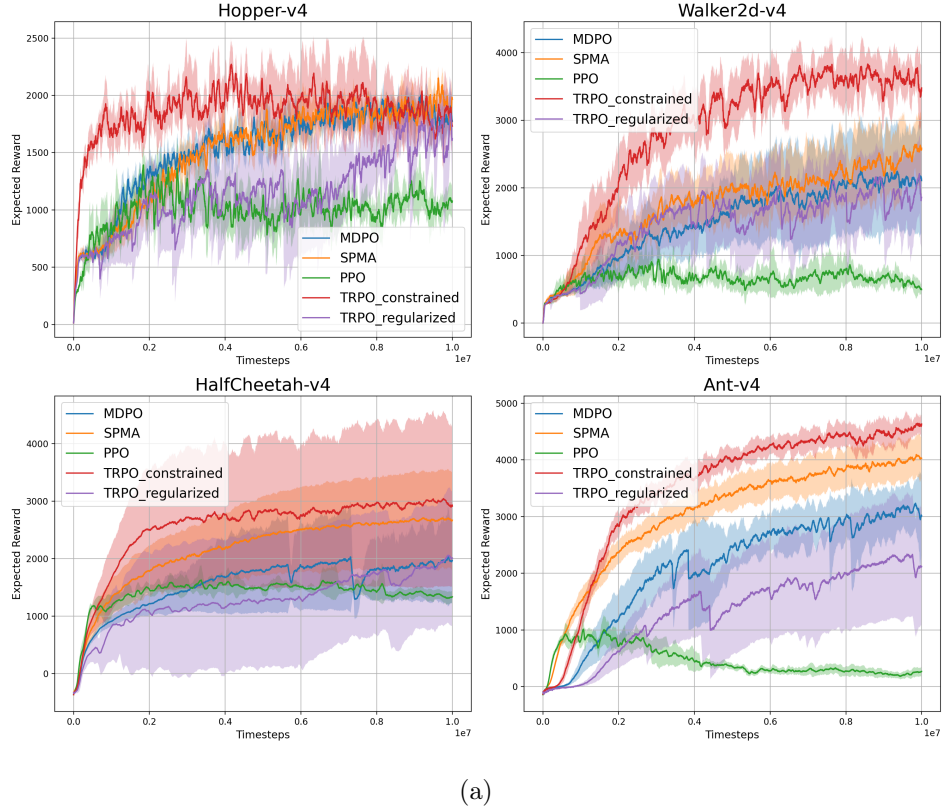 Hopper-v4
Expected Reward
2500
2000
1500
1000
500
0
MDPO
SPMA
PPO
TRPO_constrained
TRPO_regularized
0.0 0.2 0.4 0.6 0.8 1.0
1e7
Timesteps
Walker2d-v4
Expected Reward
4000
3000
2000
1000
0
MDPO
SPMA
PPO
TRPO_constrained
TRPO_regularized
0.0 0.2 0.4 0.6 0.8 1.0
1e7
Timesteps
HalfCheetah-v4
Expected Reward
4000
3000
2000
1000
0
MDPO
SPMA
PPO
TRPO_constrained
TRPO_regularized
0.0 0.2 0.4 0.6 0.8 1.0
1e7
Timesteps
Ant-v4
Expected Reward
5000
4000
3000
2000
1000
0
MDPO
SPMA
PPO
TRPO_constrained
TRPO_regularized
0.0 0.2 0.4 0.6 0.8 1.0
1e7
Timesteps
(a)